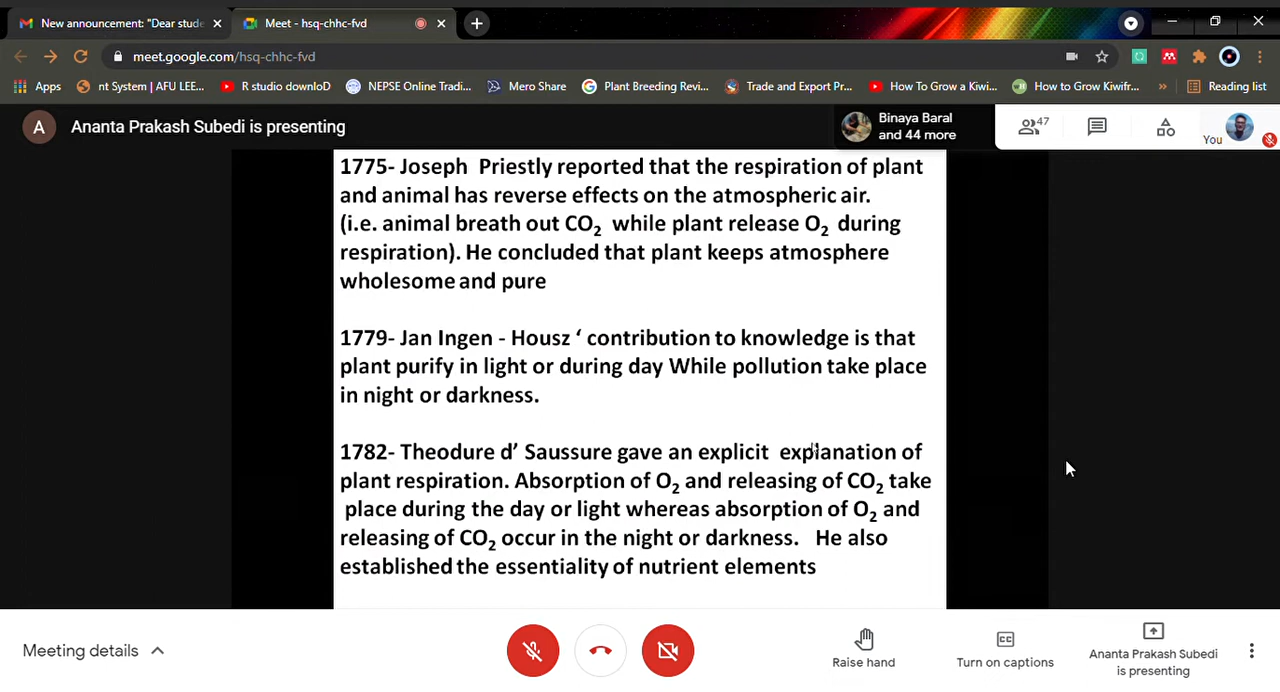 New announcement: "Dear stude
Meet - hsq-chhc-fvd
meet.google.com/hsq-chhc-fvd
Apps
nt System | AFU LEE...
R studio downloD
NEPSE Online Tradi...
Mero Share
Plant Breeding Revi...
Trade and Export Pr...
How To Grow a Kiwi...
How to Grow Kiwifr...
»
Reading list
A
Ananta Prakash Subedi is presenting
Binaya Baral
and 44 more
47
You
1775- Joseph Priestly reported that the respiration of plant
and animal has reverse effects on the atmospheric air.
(i.e. animal breath out CO₂ while plant release O₂ during
respiration). He concluded that plant keeps atmosphere
wholesome and pure
1779- Jan Ingen - Housz ‘ contribution to knowledge is that
plant purify in light or during day While pollution take place
in night or darkness.
1782- Theodure d’ Saussure gave an explicit explanation of
plant respiration. Absorption of O₂ and releasing of CO₂ take
place during the day or light whereas absorption of O₂ and
releasing of CO₂ occur in the night or darkness. He also
established the essentiality of nutrient elements
Meeting details
Raise hand
CC
Turn on captions
Ananta Prakash Subedi
is presenting